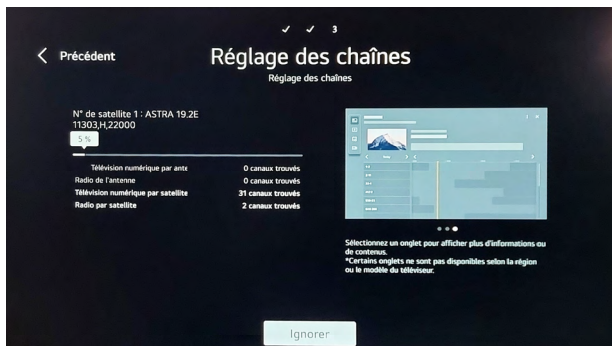 3
Précédent
Réglage des chaînes
Réglage des chaînes
N° de satellite 1 : ASTRA 19.2E
11303,H,22000
5 %
Télévision numérique par ante 0 canaux trouvés
Radio de l'antenne 0 canaux trouvés
Télévision numérique par satellite 31 canaux trouvés
Radio par satellite 2 canaux trouvés
Sélectionnez un onglet pour afficher plus d'informations ou
de contenus.
*Certains onglets ne sont pas disponibles selon la région
ou le modèle du téléviseur.
Ignorer